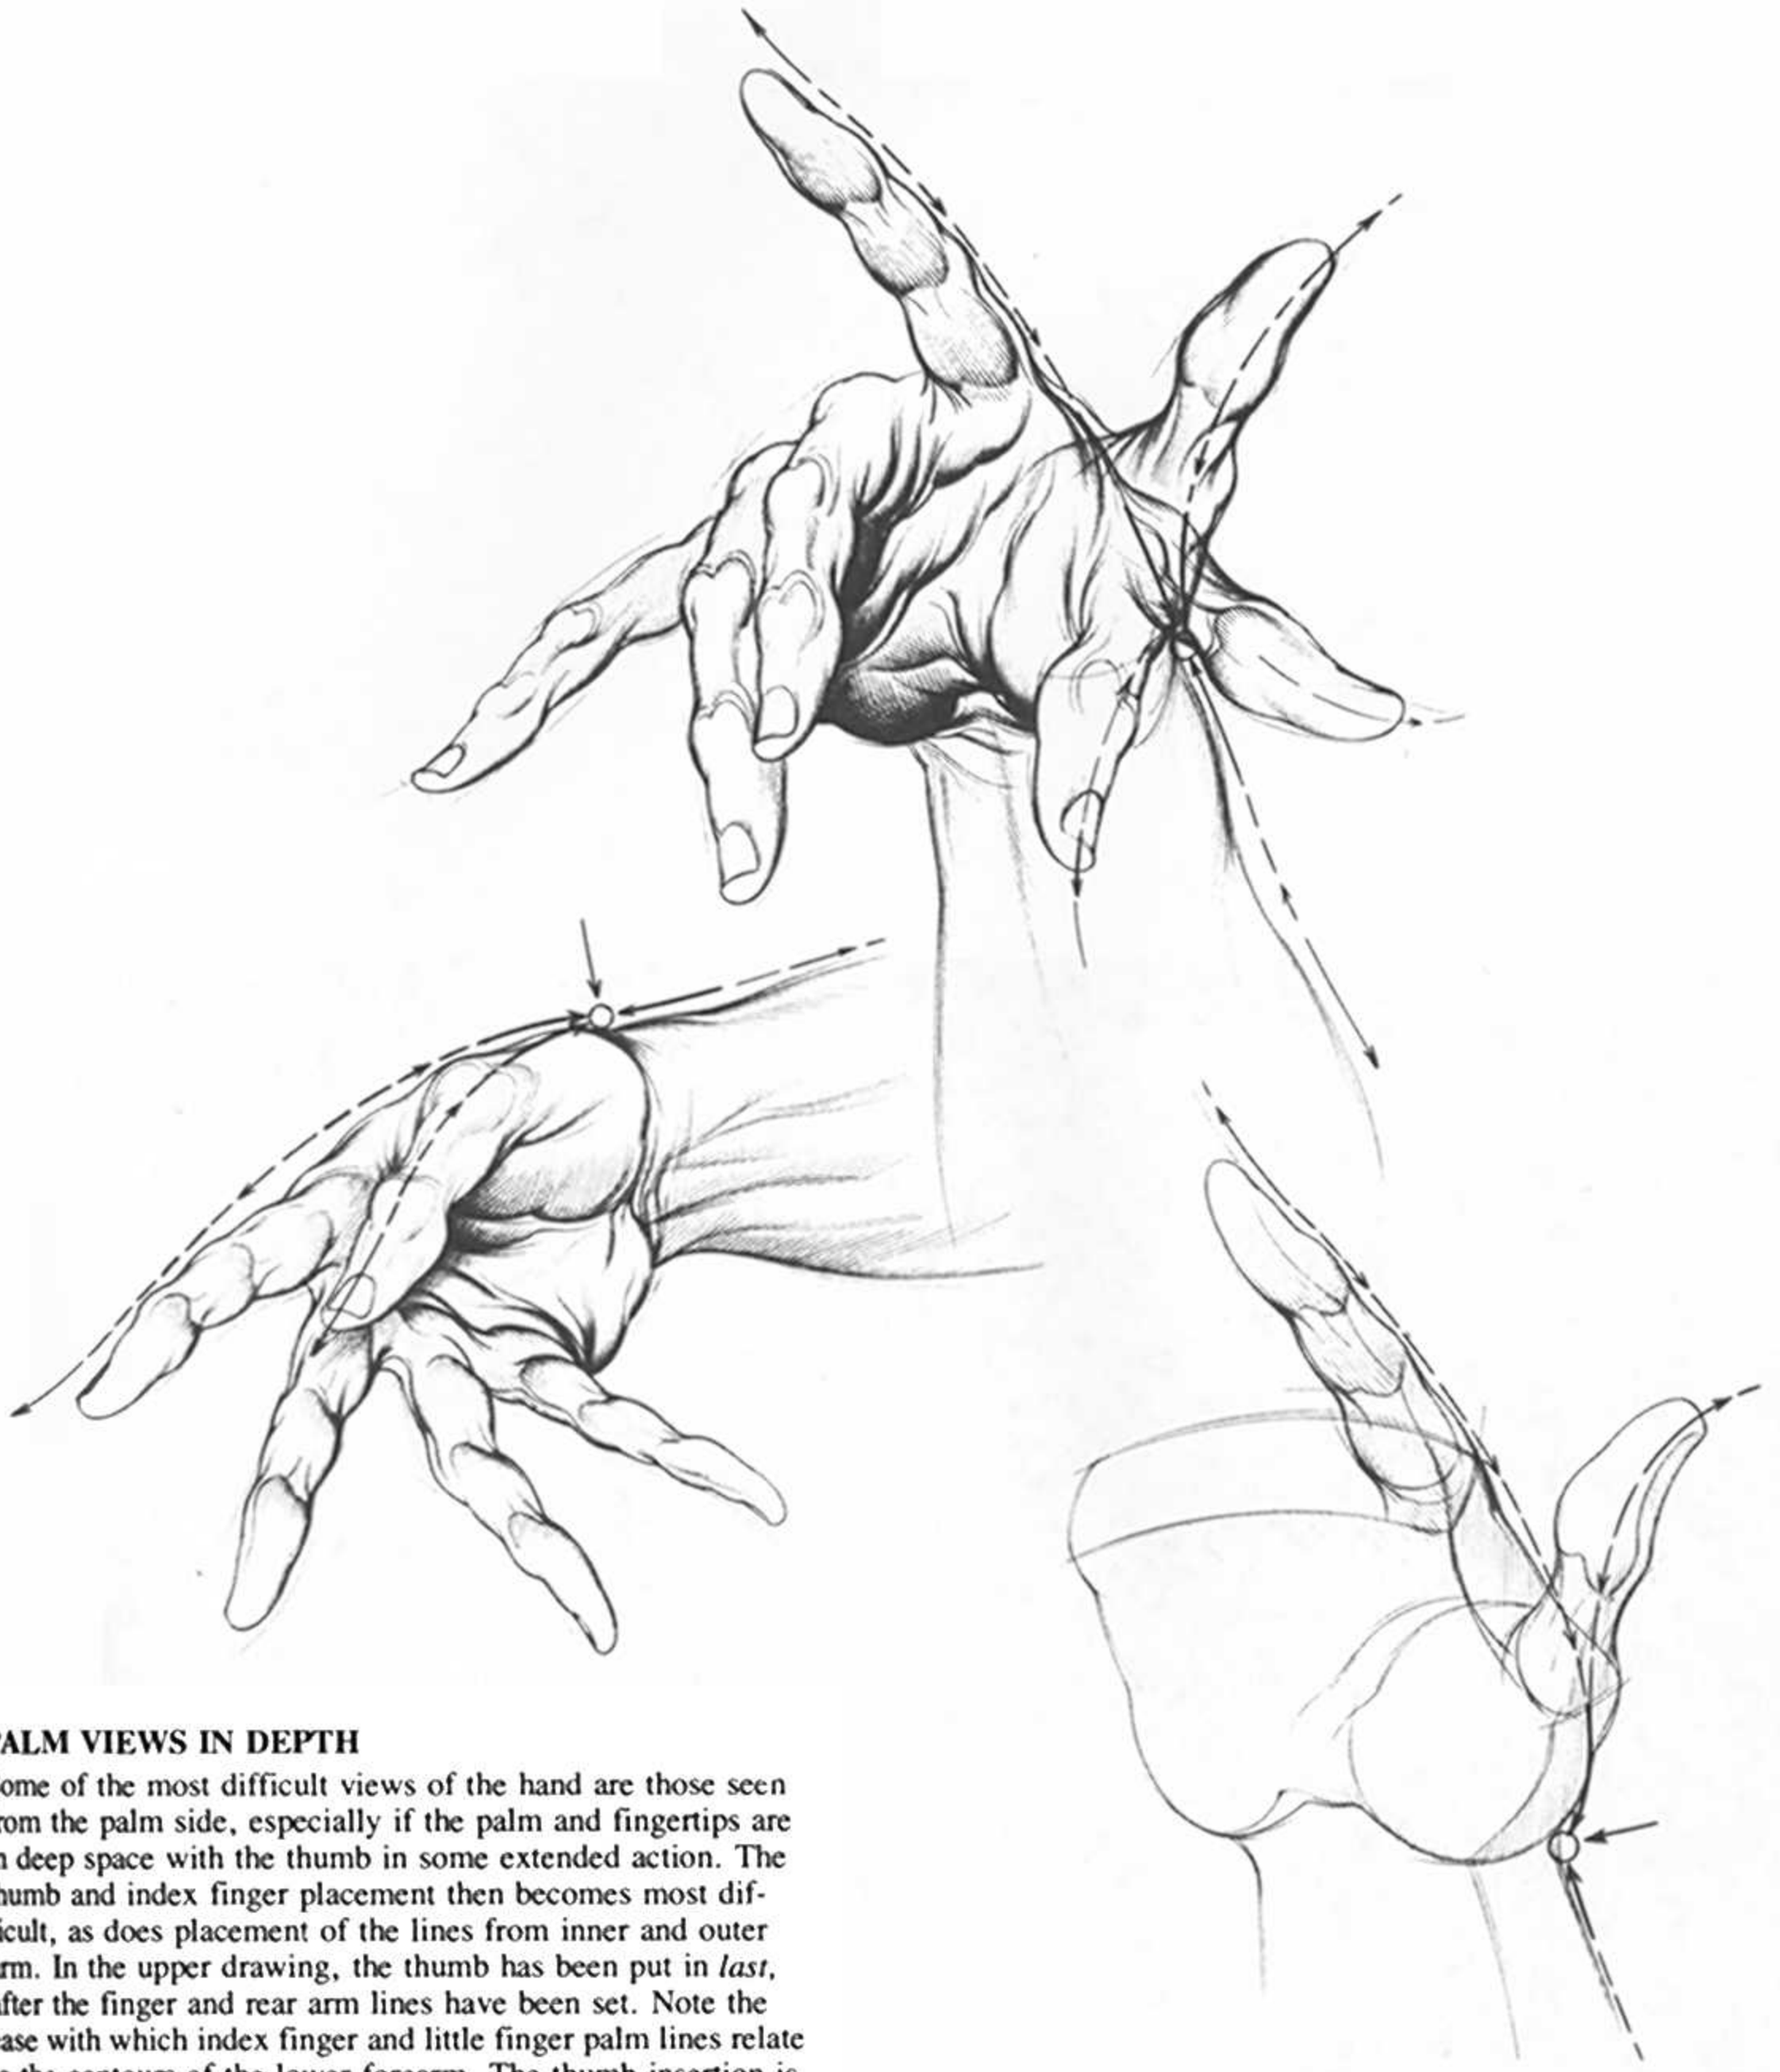 PALM VIEWS IN DEPTH
ome of the most difficult views of the hand are those seen
rom the palm side, especially if the palm and fingertips are
n deep space with the thumb in some extended action. The
humb and index finger placement then becomes most dif-
icult, as does placement of the lines from inner and outer
rm. In the upper drawing, the thumb has been put in last,
fter the finger and rear arm lines have been set. Note the
ase with which index finger and little finger palm lines relate